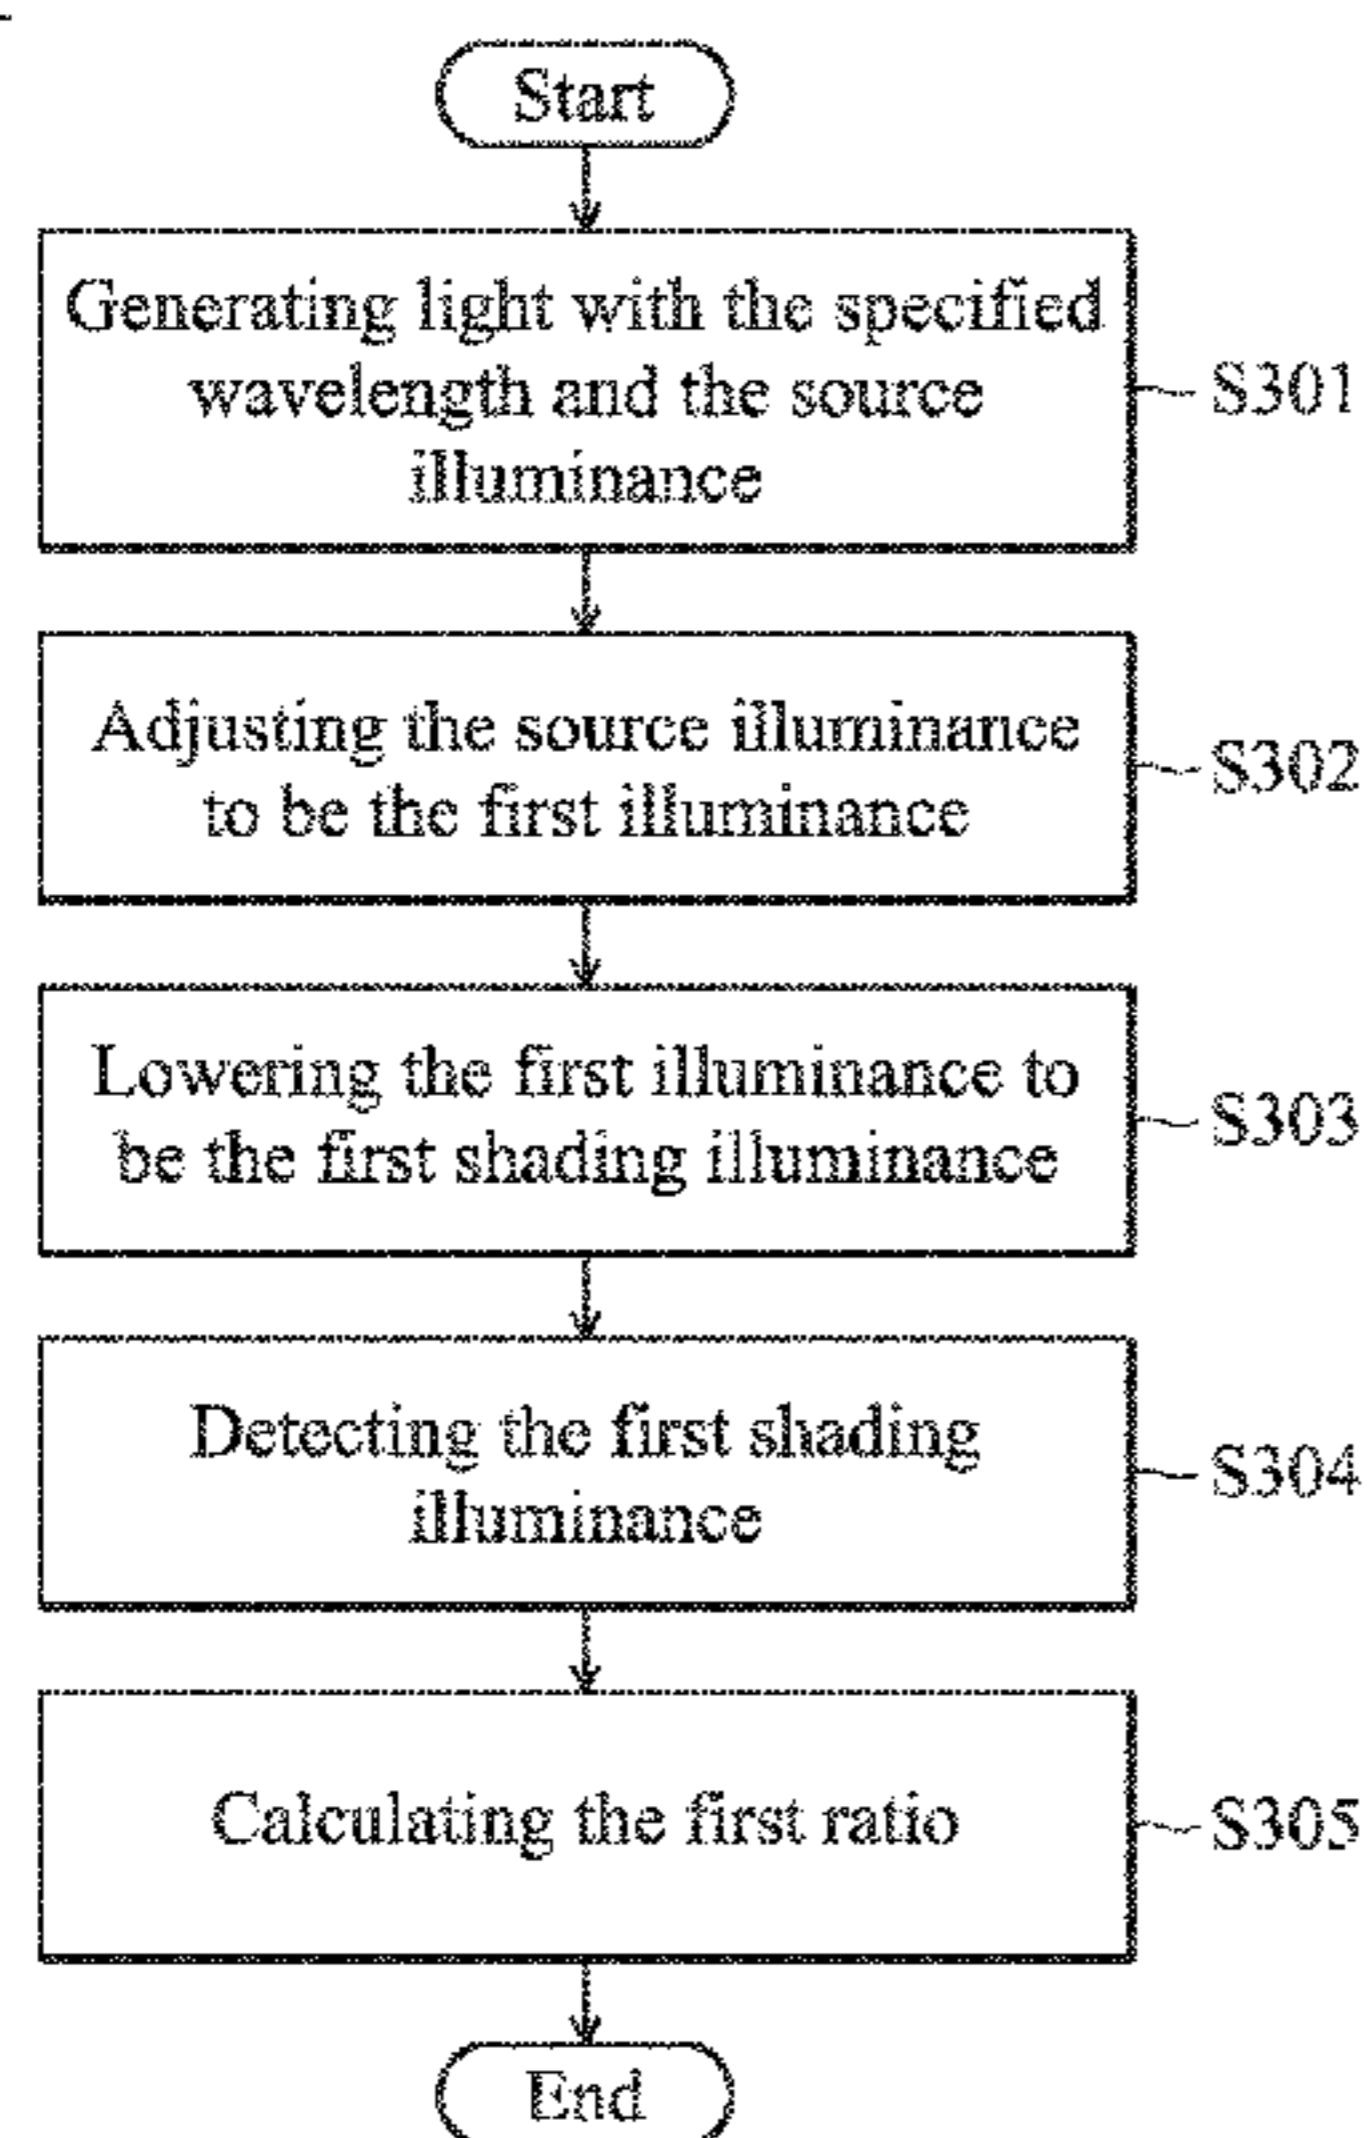 Start
Generating light with the specified
wavelength and the source
illuminance
S301
Adjusting the source illuminance
to be the first illuminance
S302
Lowering the first illuminance to
be the first shading illuminance
S303
Detecting the first shading
illuminance
S304
Calculating the first ratio
S305
End